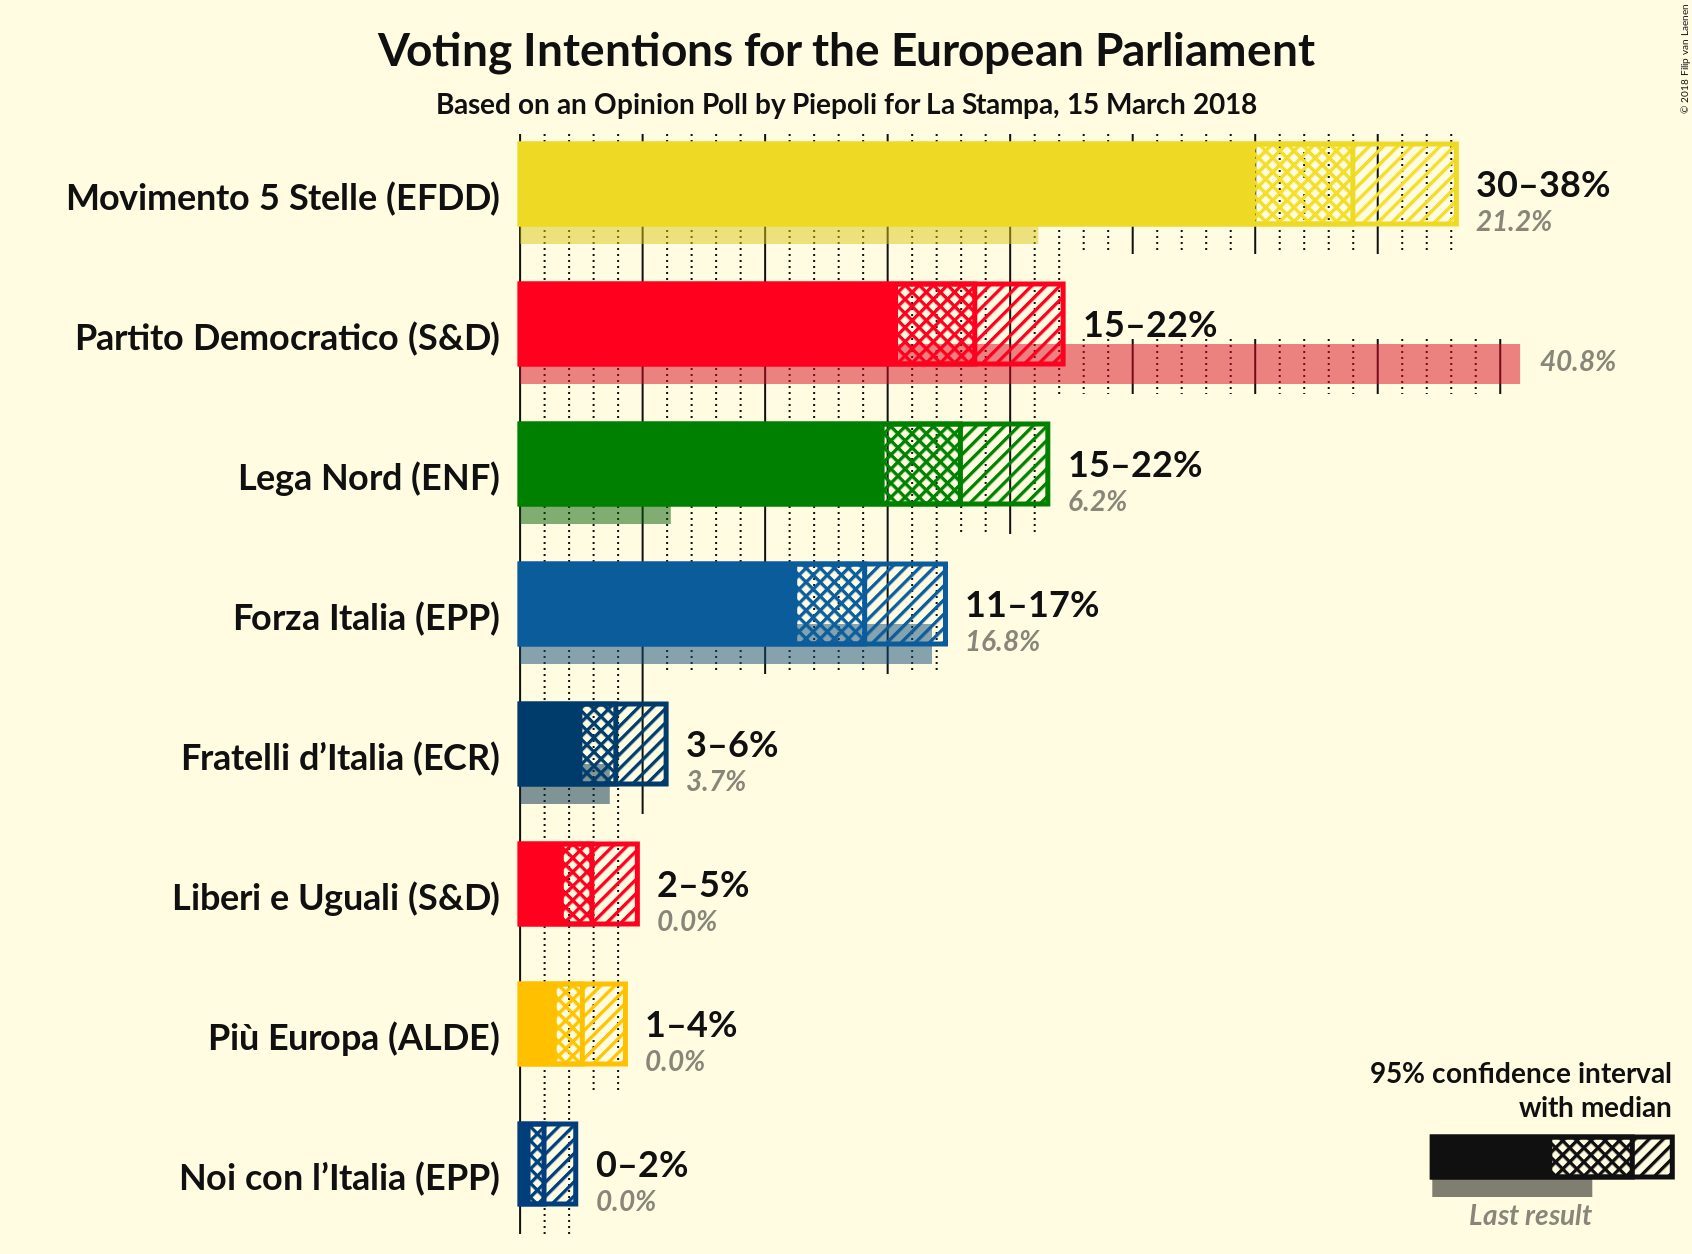 Voting Intentions for the European Parliament
Based on an Opinion Poll by Piepoli for La Stampa, 15 March 2018
© 2018 Filip van Laenen
Movimento 5 Stelle (EFDD)
30–38%
21.2%
Partito Democratico (S&D)
15–22%
40.8%
Lega Nord (ENF)
15–22%
6.2%
Forza Italia (EPP)
11–17%
16.8%
Fratelli d’Italia (ECR)
3–6%
3.7%
Liberi e Uguali (S&D)
2–5%
0.0%
Più Europa (ALDE)
1–4%
0.0%
Noi con l’Italia (EPP)
0–2%
0.0%
95% confidence interval
with median
Last result